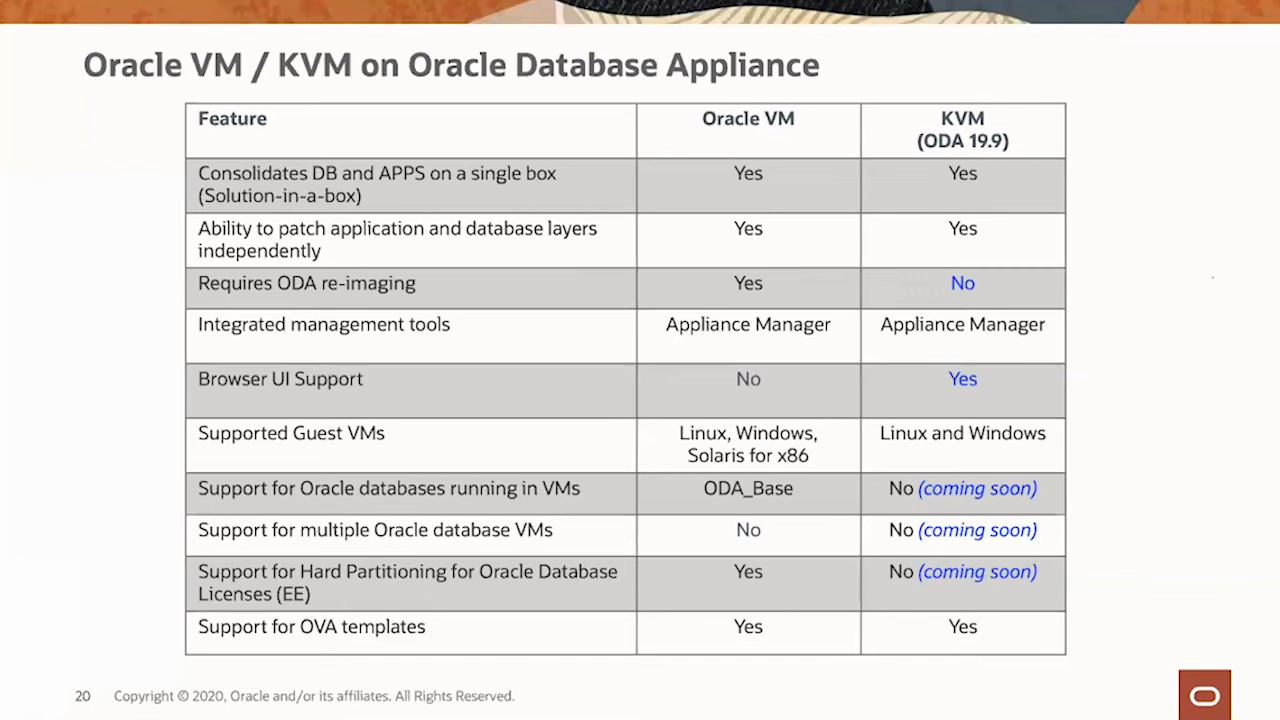 Oracle VM / KVM on Oracle Database Appliance
Feature
Oracle VM
KVM
(ODA 19.9)
Consolidates DB and APPS on a single box
(Solution-in-a-box)
Yes
Yes
Ability to patch application and database layers
independently
Yes
Yes
Requires ODA re-imaging
Yes
No
Integrated management tools
Appliance Manager
Appliance Manager
Browser UI Support
No
Yes
Supported Guest VMs
Linux, Windows,
Solaris for x86
Linux and Windows
Support for Oracle databases running in VMs
ODA_Base
No (coming soon)
Support for multiple Oracle database VMs
No
No (coming soon)
Support for Hard Partitioning for Oracle Database
Licenses (EE)
Yes
No (coming soon)
Support for OVA templates
Yes
Yes
20 Copyright © 2020, Oracle and/or its affiliates. All Rights Reserved.